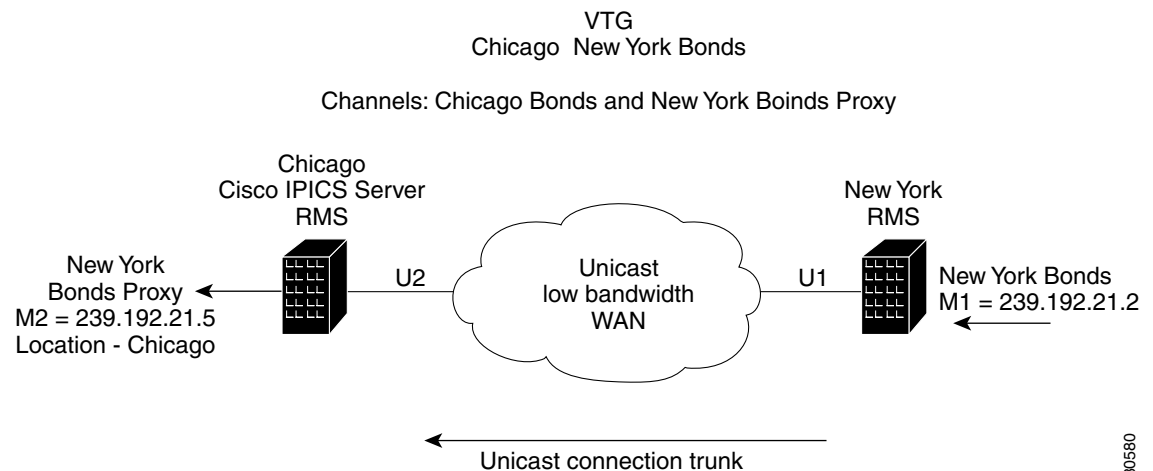 VTG
Chicago New York Bonds
Channels: Chicago Bonds and New York Boinds Proxy
Chicago
Cisco IPICS Server
RMS
New York
RMS
New York
Bonds Proxy
M2 = 239.192.21.5
Location - Chicago
U2
Unicast
low bandwidth
WAN
U1
New York Bonds
M1 = 239.192.21.2
Unicast connection trunk